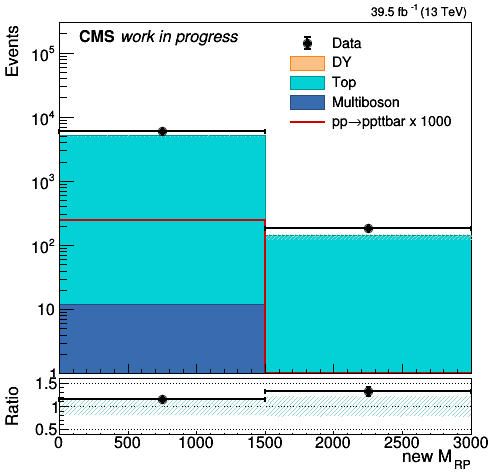 39.5 fb⁻¹ (13 TeV)
CMS work in progress
Events
Data
DY
Top
Multiboson
pp→ppttbar x 1000
10⁵
10⁴
10³
10²
10
1
Ratio
1.5
1
0.5
0 500 1000 1500 2000 2500 3000
new M_RP